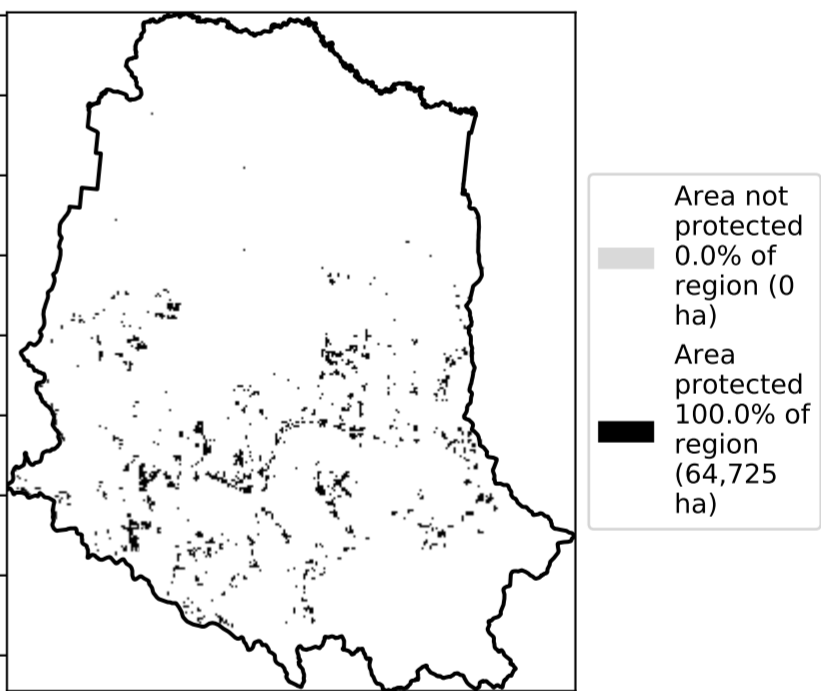 Area not
protected
0.0% of
region (0
ha)
Area
protected
100.0% of
region
(64,725
ha)